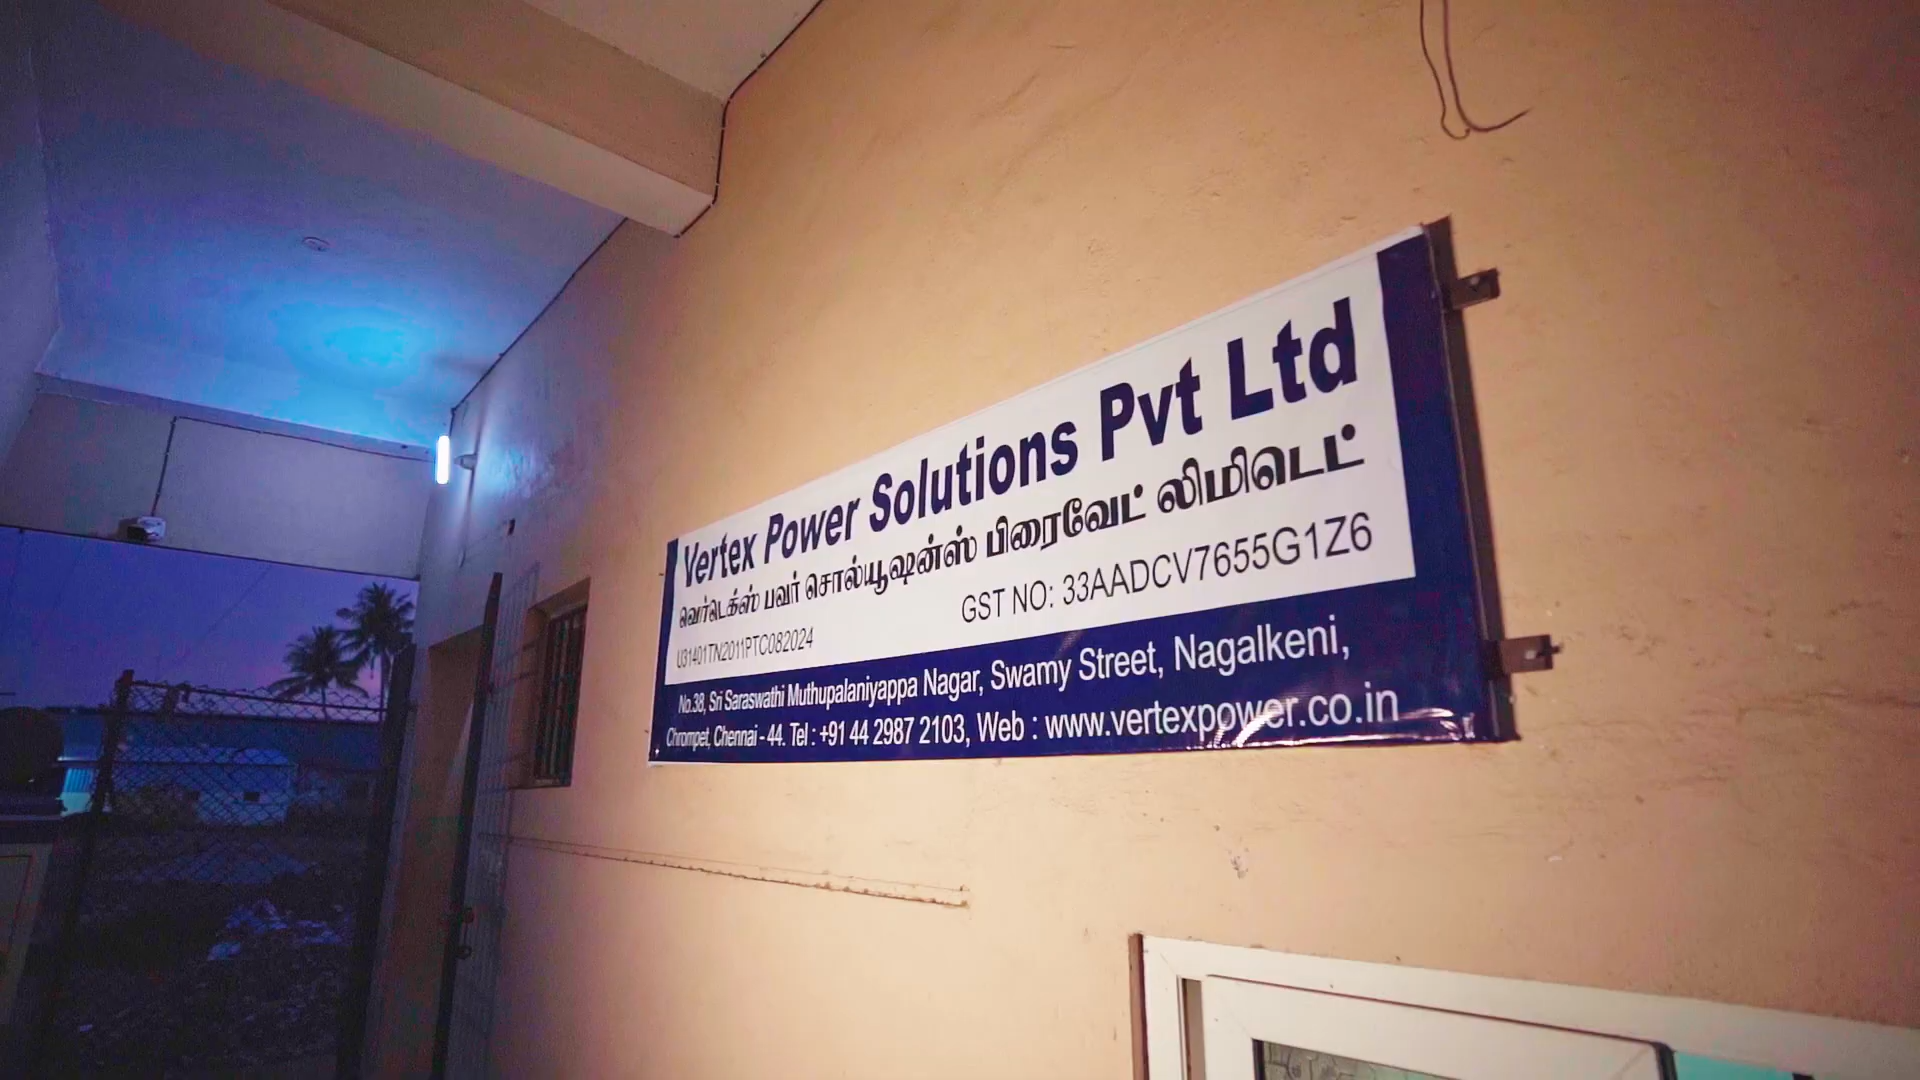 Vertex Power Solutions Pvt Ltd
வெர்டெக்ஸ் பவர் சொல்யூஷன்ஸ் பிரைவேட் லிமிடெட்
U31401TN2011PTC082024 GST NO: 33AADCV7655G1Z6
No.38, Sri Saraswathi Muthupalaniyappa Nagar, Swamy Street, Nagalkeni,
Chrompet, Chennai - 44. Tel : +91 44 2987 2103, Web : www.vertexpower.co.in